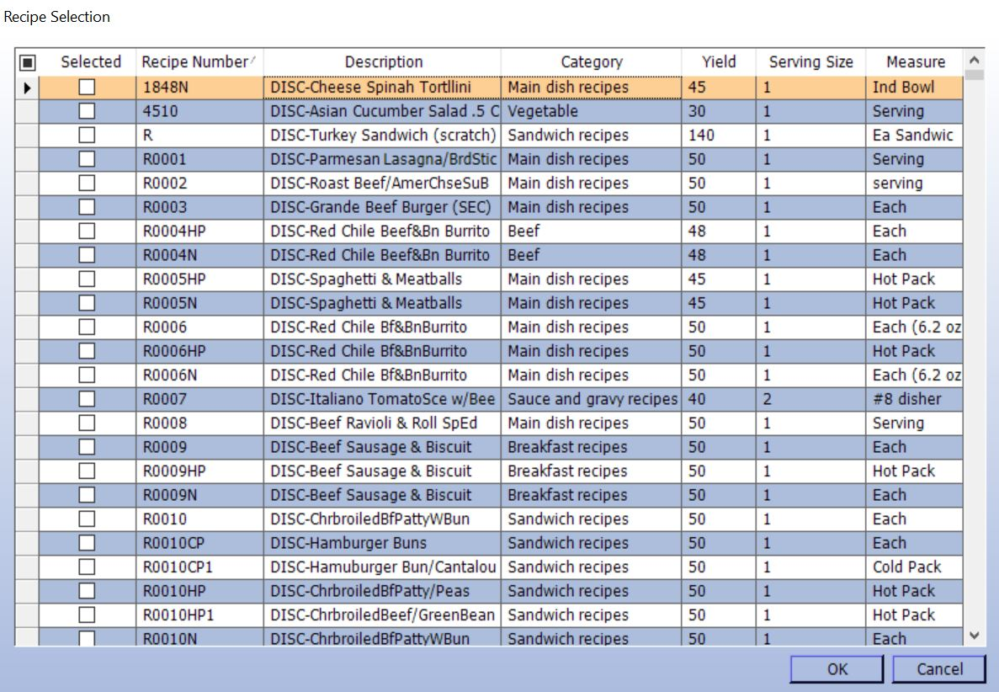 Recipe Selection
Selected Recipe Number Description Category Yield Serving Size Measure
1848N DISC-Cheese Spinah Tortllini Main dish recipes 45 1 Ind Bowl
4510 DISC-Asian Cucumber Salad .5 C Vegetable 30 1 Serving
R DISC-Turkey Sandwich (scratch) Sandwich recipes 140 1 Ea Sandwic
R0001 DISC-Parmesan Lasagna/BrdStic Main dish recipes 50 1 Serving
R0002 DISC-Roast Beef/AmerChseSuB Main dish recipes 50 1 serving
R0003 DISC-Grande Beef Burger (SEC) Main dish recipes 50 1 Each
R0004HP DISC-Red Chile Beef&Bn Burrito Beef 48 1 Each
R0004N DISC-Red Chile Beef&Bn Burrito Beef 48 1 Each
R0005HP DISC-Spaghetti & Meatballs Main dish recipes 45 1 Hot Pack
R0005N DISC-Spaghetti & Meatballs Main dish recipes 45 1 Hot Pack
R0006 DISC-Red Chile Bf&BnBurrito Main dish recipes 50 1 Each (6.2 oz
R0006HP DISC-Red Chile Bf&BnBurrito Main dish recipes 50 1 Hot Pack
R0006N DISC-Red Chile Bf&BnBurrito Main dish recipes 50 1 Each (6.2 oz
R0007 DISC-Italiano TomatoSce w/Bee Sauce and gravy recipes 40 2 #8 disher
R0008 DISC-Beef Ravioli & Roll SpEd Main dish recipes 50 1 Serving
R0009 DISC-Beef Sausage & Biscuit Breakfast recipes 50 1 Each
R0009HP DISC-Beef Sausage & Biscuit Breakfast recipes 50 1 Hot Pack
R0009N DISC-Beef Sausage & Biscuit Breakfast recipes 50 1 Each
R0010 DISC-ChrbroiledBfPattyWBun Sandwich recipes 50 1 Each
R0010CP DISC-Hamburger Buns Sandwich recipes 50 1 Each
R0010CP1 DISC-Hamuburger Bun/Cantalou Sandwich recipes 50 1 Cold Pack
R0010HP DISC-ChrbroiledBfPatty/Peas Sandwich recipes 50 1 Hot Pack
R0010HP1 DISC-ChrbroiledBeef/GreenBean Sandwich recipes 50 1 Hot Pack
R0010N DISC-ChrbroiledBfPattyWBun Sandwich recipes 50 1 Each
OK Cancel